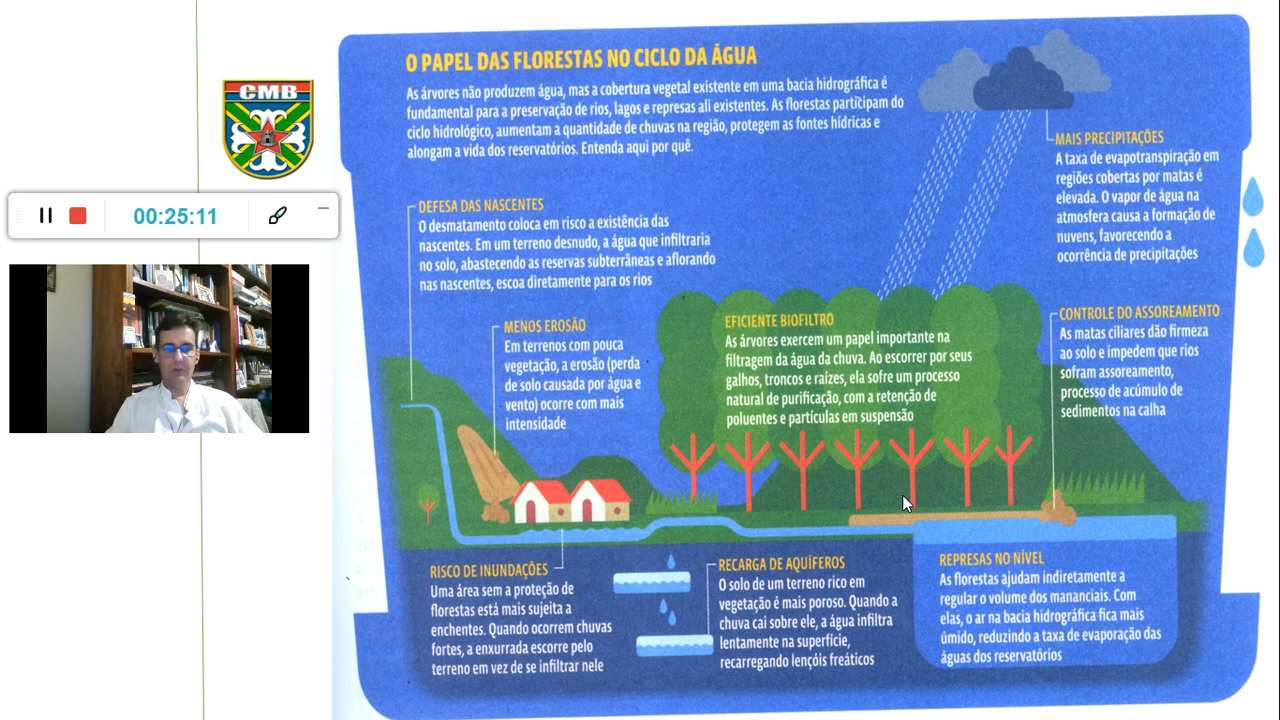 CMB
00:25:11
O PAPEL DAS FLORESTAS NO CICLO DA ÁGUA
As árvores não produzem água, mas a cobertura vegetal existente em uma bacia hidrográfica é
fundamental para a preservação de rios, lagos e represas ali existentes. As florestas participam do
ciclo hidrológico, aumentam a quantidade de chuvas na região, protegem as fontes hídricas e
alongam a vida dos reservatórios. Entenda aqui por quê.
MAIS PRECIPITAÇÕES
A taxa de evapotranspiração em
regiões cobertas por matas é
elevada. O vapor de água na
atmosfera causa a formação de
nuvens, favorecendo a
ocorrência de precipitações
DEFESA DAS NASCENTES
O desmatamento coloca em risco a existência das
nascentes. Em um terreno desnudo, a água que infiltraria
no solo, abastecendo as reservas subterrâneas e aflorando
nas nascentes, escoa diretamente para os rios
MENOS EROSÃO
Em terrenos com pouca
vegetação, a erosão (perda
de solo causada por água e
vento) ocorre com mais
intensidade
EFICIENTE BIOFILTRO
As árvores exercem um papel importante na
filtragem da água da chuva. Ao escorrer por seus
galhos, troncos e raízes, ela sofre um processo
natural de purificação, com a retenção de
poluentes e partículas em suspensão
CONTROLE DO ASSOREAMENTO
As matas ciliares dão firmeza
ao solo e impedem que rios
sofram assoreamento,
processo de acúmulo de
sedimentos na calha
RISCO DE INUNDAÇÕES
Uma área sem a proteção de
florestas está mais sujeita a
enchentes. Quando ocorrem chuvas
fortes, a enxurrada escorre pelo
terreno em vez de se infiltrar nele
RECARGA DE AQUÍFEROS
O solo de um terreno rico em
vegetação é mais poroso. Quando a
chuva cai sobre ele, a água infiltra
lentamente na superfície,
recarregando lençóis freáticos
REPRESAS NO NÍVEL
As florestas ajudam indiretamente a
regular o volume dos mananciais. Com
elas, o ar na bacia hidrográfica fica mais
úmido, reduzindo a taxa de evaporação das
águas dos reservatórios